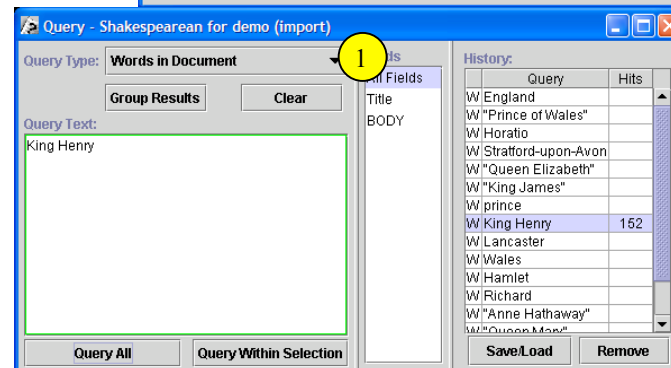 Query - Shakespearean for demo (import)
Query Type: Words in Document
1
Group Results Clear
Query Text:
King Henry
Query All Query Within Selection
All Fields
Title
BODY
History:
Query Hits
W England
W "Prince of Wales"
W Horatio
W Stratford-upon-Avon
W "Queen Elizabeth"
W "King James"
W prince
W King Henry 152
W Lancaster
W Wales
W Hamlet
W Richard
W "Anne Hathaway"
W "Queen Mary"
Save/Load Remove